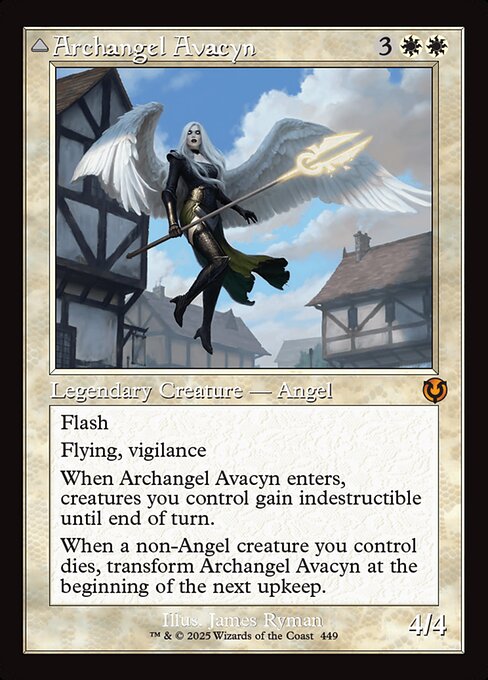 Archangel Avacyn 3
Legendary Creature — Angel
Flash
Flying, vigilance
When Archangel Avacyn enters,
creatures you control gain indestructible
until end of turn.
When a non-Angel creature you control
dies, transform Archangel Avacyn at the
beginning of the next upkeep.
Illus. James Ryman
4/4
™ & © 2025 Wizards of the Coast 449